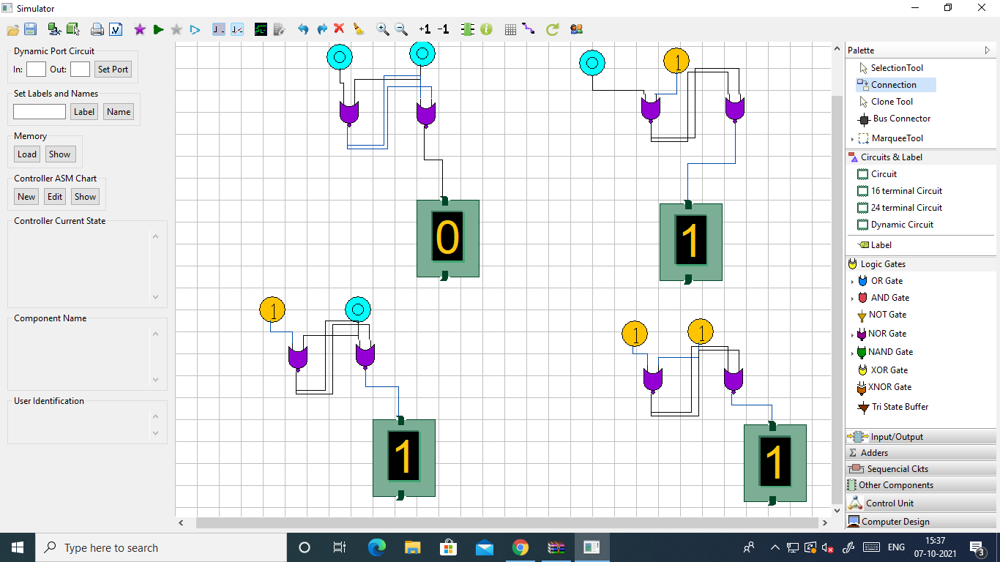 Simulator
+1 -1
Dynamic Port Circuit
In: Out: Set Port
Set Labels and Names
Label Name
Memory
Load Show
Controller ASM Chart
New Edit Show
Controller Current State
Component Name
User Identification
1
0
1
1
1 1
1
1
Palette
SelectionTool
Connection
Clone Tool
Bus Connector
MarqueeTool
Circuits & Label
Circuit
16 terminal Circuit
24 terminal Circuit
Dynamic Circuit
Label
Logic Gates
OR Gate
AND Gate
NOT Gate
NOR Gate
NAND Gate
XOR Gate
XNOR Gate
Tri State Buffer
Input/Output
Adders
Sequencial Ckts
Other Components
Control Unit
Computer Design
Type here to search
ENG
15:37
07-10-2021
3